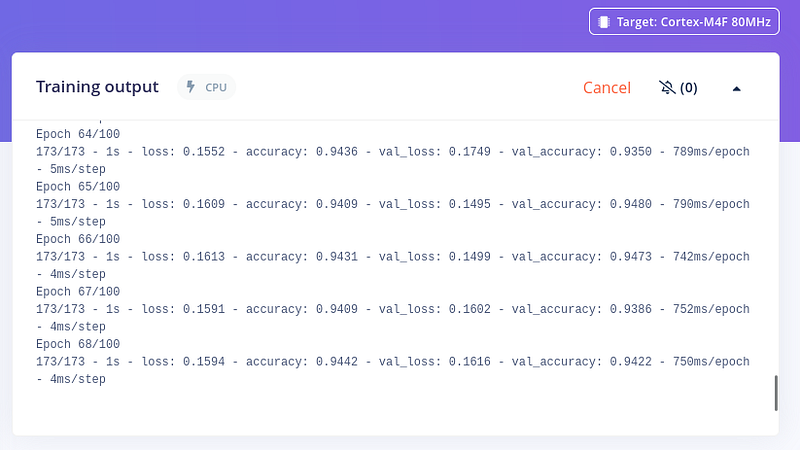 Target: Cortex-M4F 80MHz
Training output
CPU
Cancel
(0)
Epoch 64/100
173/173 - 1s - loss: 0.1552 - accuracy: 0.9436 - val_loss: 0.1749 - val_accuracy: 0.9350 - 789ms/epoch
- 5ms/step
Epoch 65/100
173/173 - 1s - loss: 0.1609 - accuracy: 0.9409 - val_loss: 0.1495 - val_accuracy: 0.9480 - 790ms/epoch
- 5ms/step
Epoch 66/100
173/173 - 1s - loss: 0.1613 - accuracy: 0.9431 - val_loss: 0.1499 - val_accuracy: 0.9473 - 742ms/epoch
- 4ms/step
Epoch 67/100
173/173 - 1s - loss: 0.1591 - accuracy: 0.9409 - val_loss: 0.1602 - val_accuracy: 0.9386 - 752ms/epoch
- 4ms/step
Epoch 68/100
173/173 - 1s - loss: 0.1594 - accuracy: 0.9442 - val_loss: 0.1616 - val_accuracy: 0.9422 - 750ms/epoch
- 4ms/step